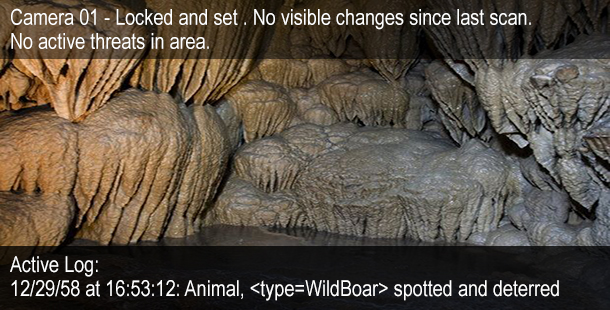 Camera 01 - Locked and set . No visible changes since last scan.
No active threats in area.
Active Log:
12/29/58 at 16:53:12: Animal, <type=WildBoar> spotted and deterred